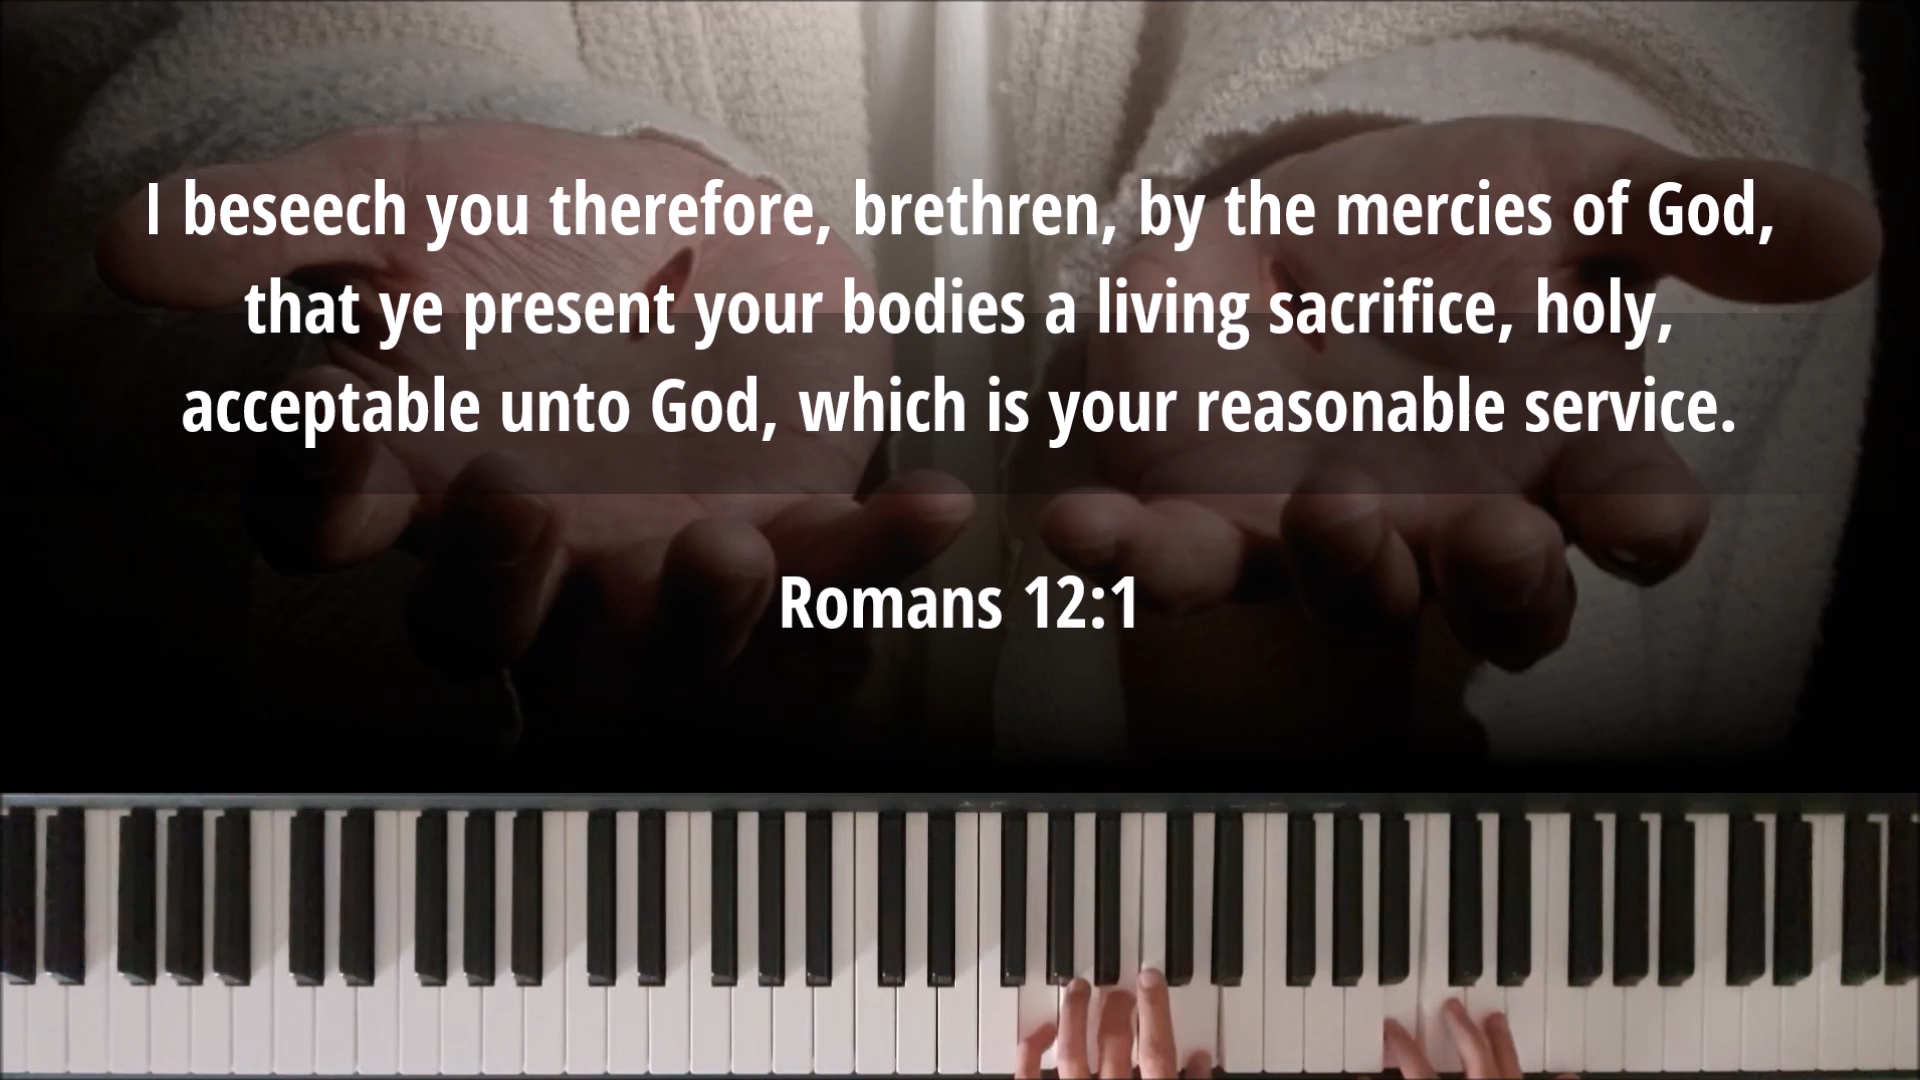 I beseech you therefore, brethren, by the mercies of God,
that ye present your bodies a living sacrifice, holy,
acceptable unto God, which is your reasonable service.
Romans 12:1